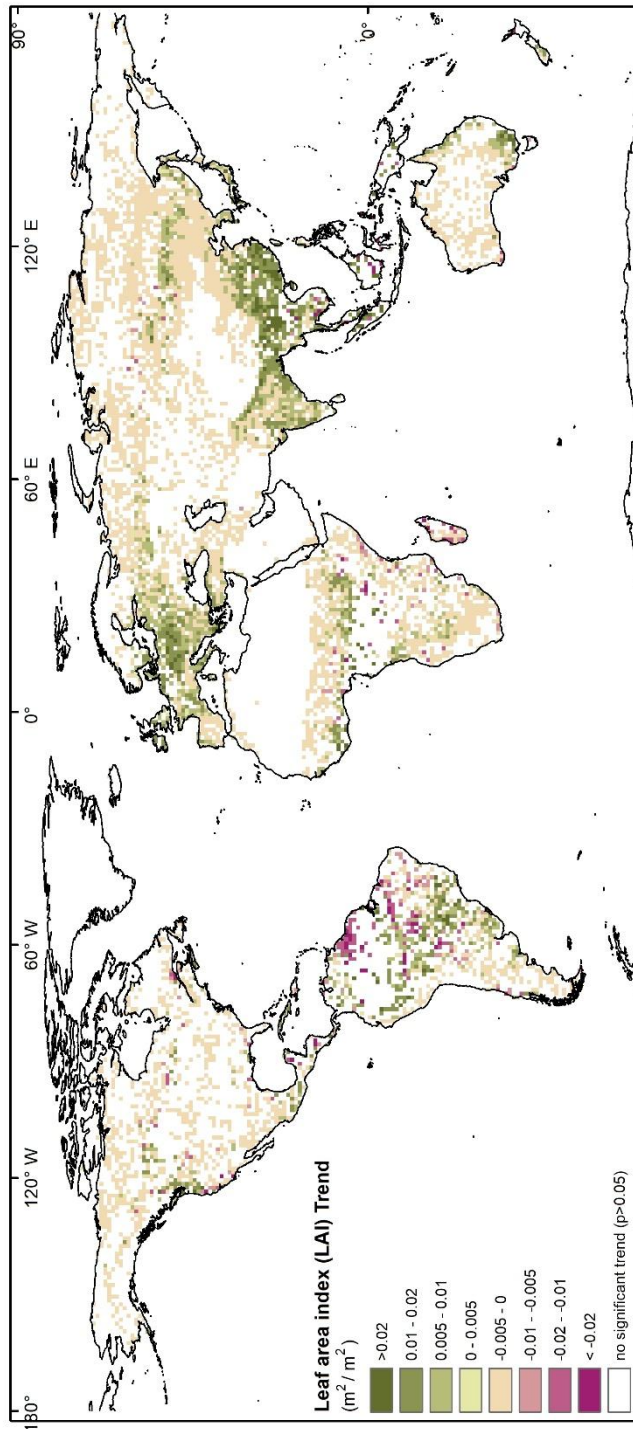 90°
0°
180°
120° W
60° W
0°
60° E
120° E
Leaf area index (LAI) Trend
(m² / m²)
>0.02
0.01 - 0.02
0.005 - 0.01
0 - 0.005
-0.005 - 0
-0.01 - -0.005
-0.02 - -0.01
< -0.02
no significant trend (p>0.05)